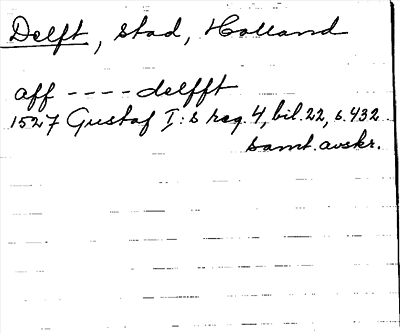 Delft, stad, Holland
aff ---- delfft
1527 Gustaf I:s reg. 4, bil. 22, s. 432
samt. avskr.